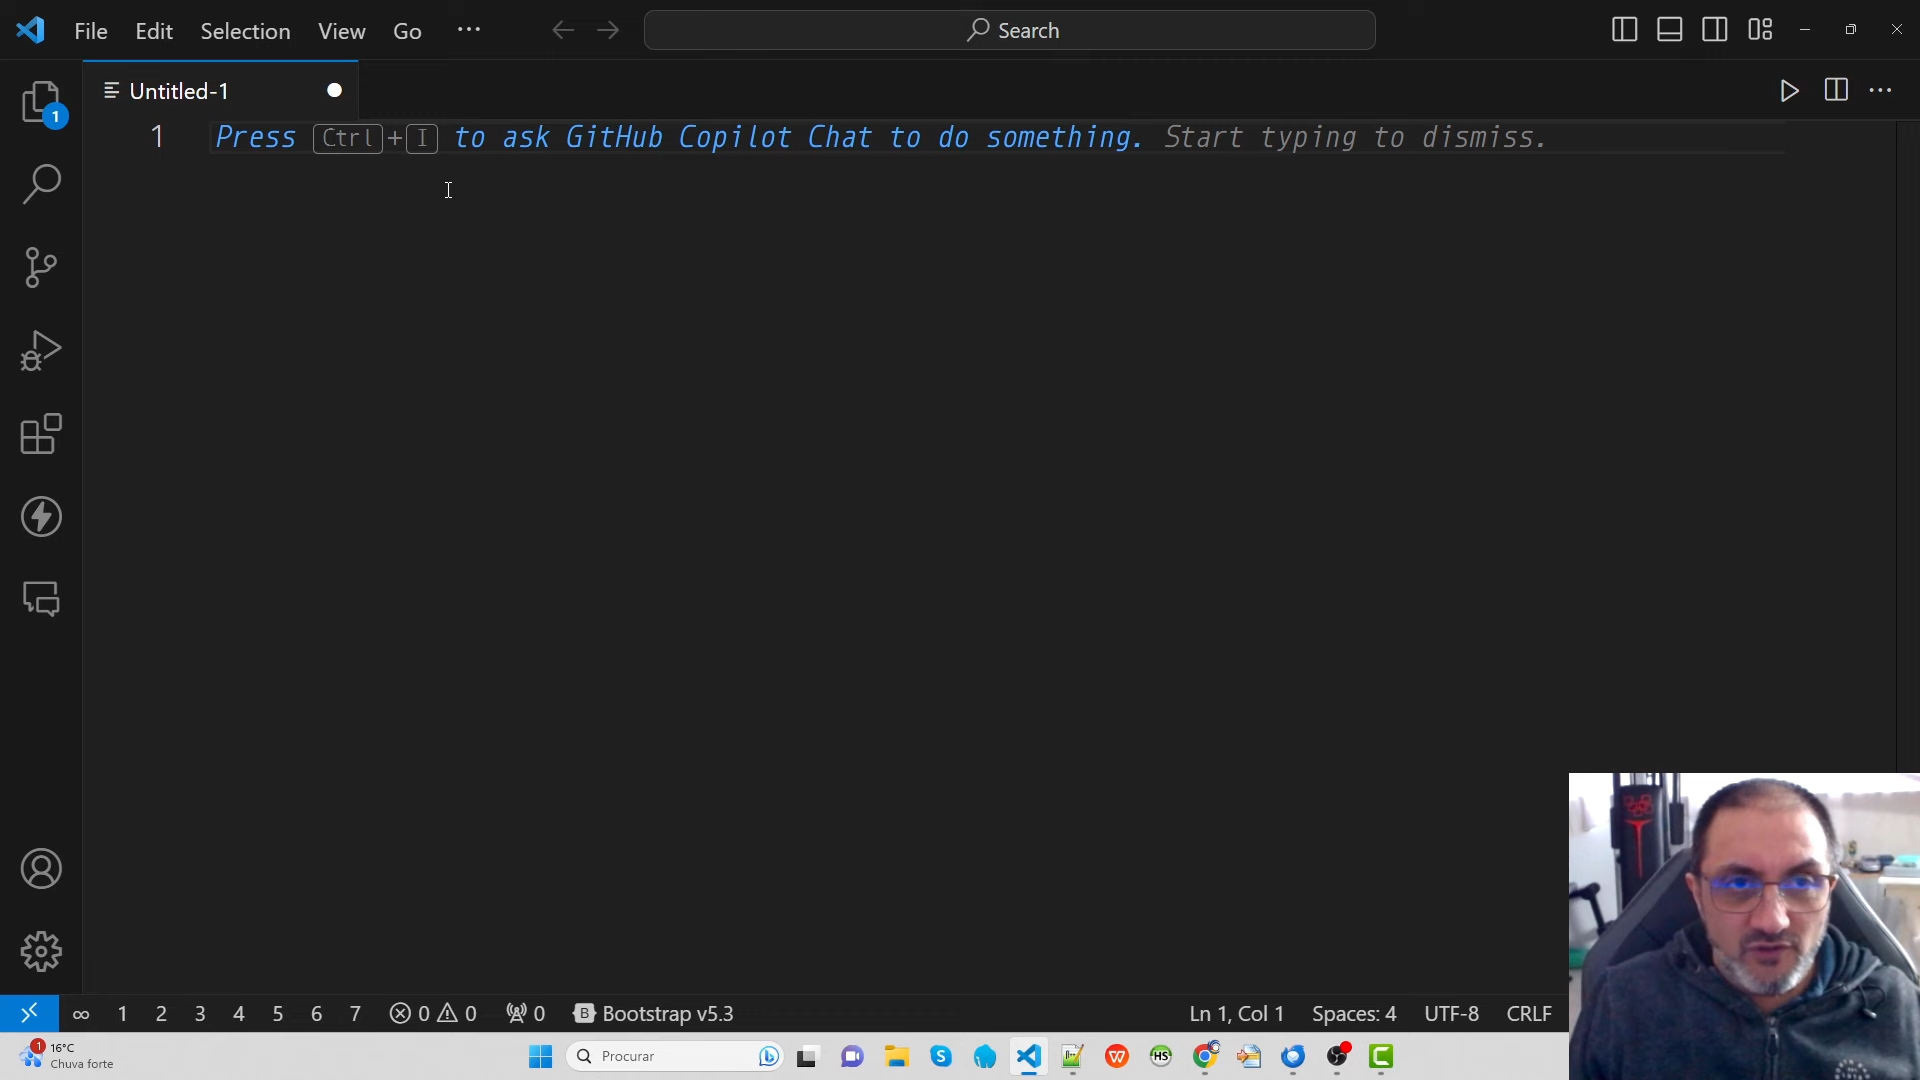 File Edit Selection View Go ··· Search
Untitled-1
1 Press Ctrl+I to ask GitHub Copilot Chat to do something. Start typing to dismiss.
1
∞ 1 2 3 4 5 6 7 0 0 0 Bootstrap v5.3 Ln 1, Col 1 Spaces: 4 UTF-8 CRLF
1 16°C
Chuva forte
Procurar
HS